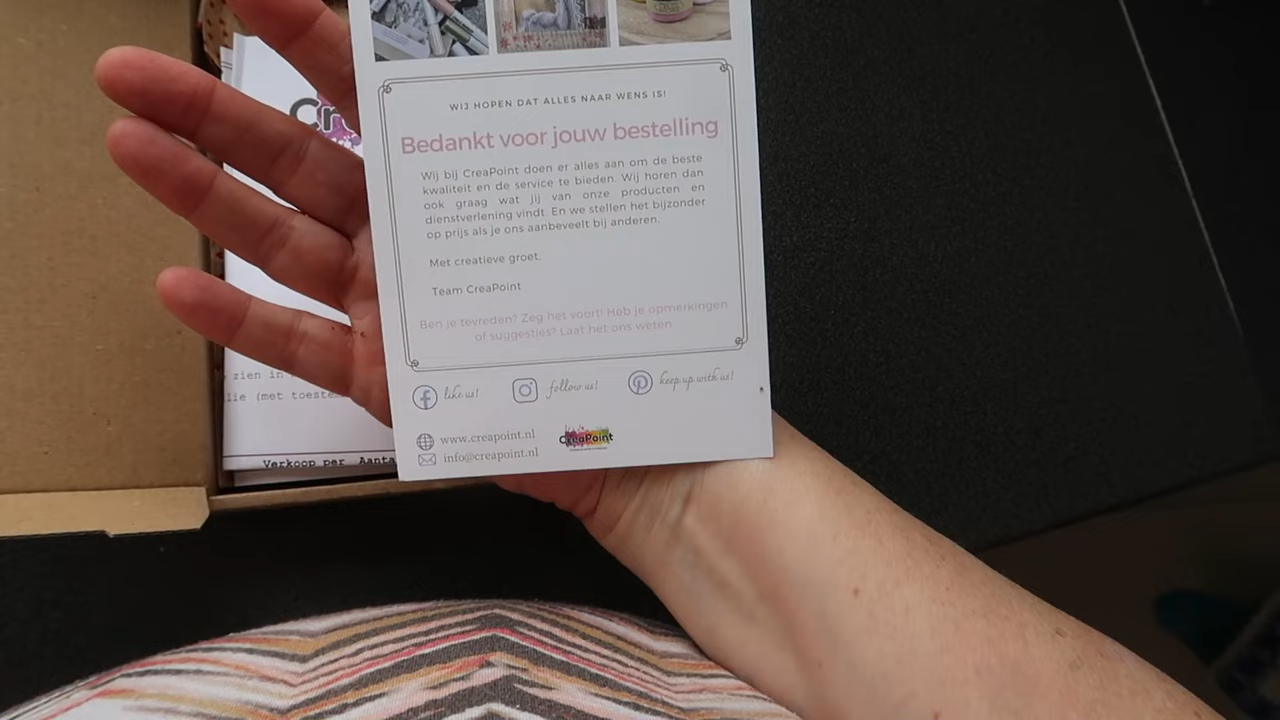 WIJ HOPEN DAT ALLES NAAR WENS IS!
Bedankt voor jouw bestelling
Wij bij CreaPoint doen er alles aan om de beste
kwaliteit en de service te bieden. Wij horen dan
ook graag wat jij van onze producten en
dienstverlening vindt. En we stellen het bijzonder
op prijs als je ons aanbeveelt bij anderen.
Met creatieve groet,
Team CreaPoint
Ben je tevreden? Zeg het voort! Heb je opmerkingen
of suggesties? Laat het ons weten
like us!
follow us!
keep up with us!
www.creapoint.nl
info@creapoint.nl
CreaPoint
Cre
zien in
lie (met toeste
Verkoop per Aanta